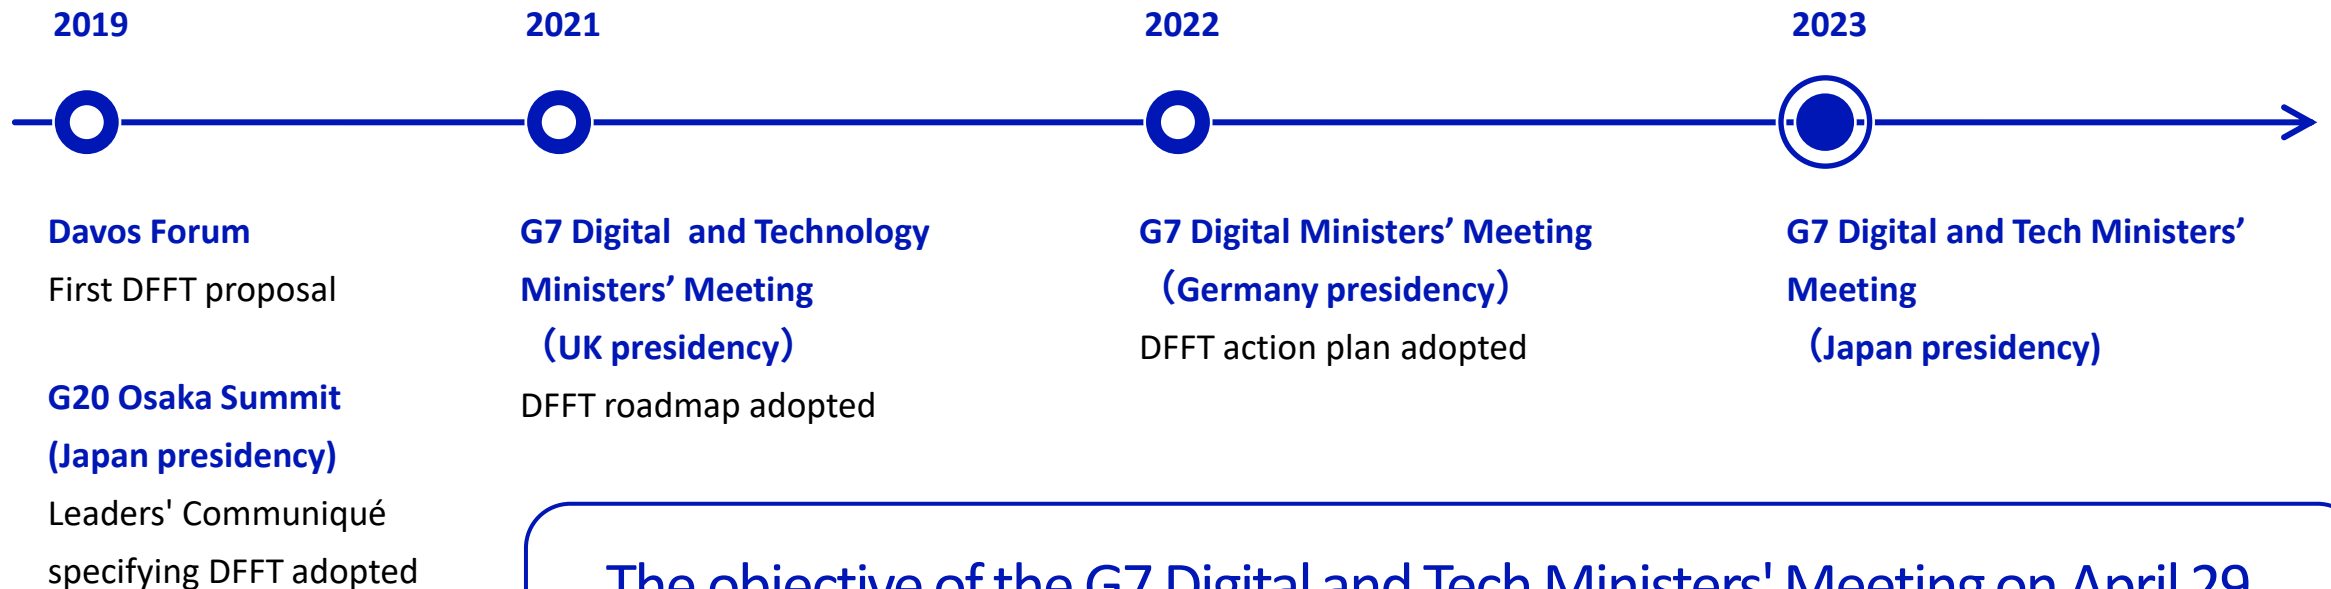 2019
Davos Forum
First DFFT proposal
G20 Osaka Summit
(Japan presidency)
Leaders' Communiqué
specifying DFFT adopted
2021
G7 Digital and Technology
Ministers’ Meeting
（UK presidency）
DFFT roadmap adopted
2022
G7 Digital Ministers’ Meeting
（Germany presidency）
DFFT action plan adopted
2023
G7 Digital and Tech Ministers’
Meeting
（Japan presidency)
The objective of the G7 Digital and Tech Ministers' Meeting on April 29